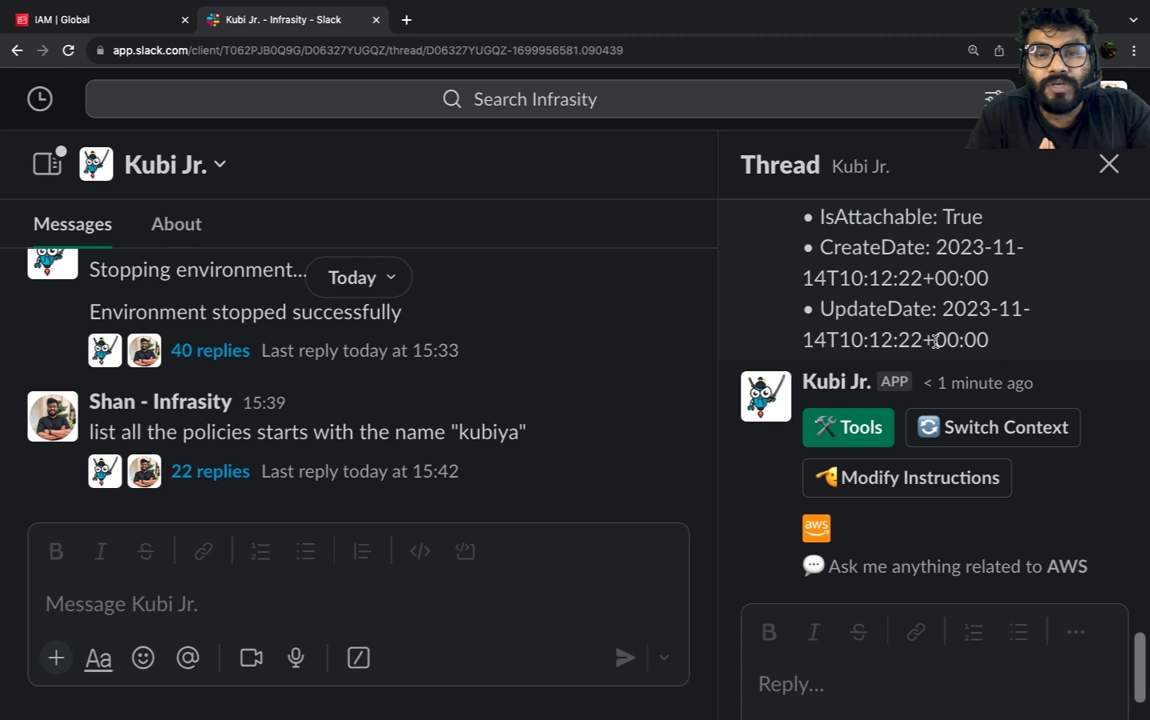 IAM | Global
Kubi Jr. - Infrasity - Slack
app.slack.com/client/T062PJB0Q9G/D06327YUGQZ/thread/D06327YUGQZ-1699956581.090439
Search Infrasity
Kubi Jr.
Messages
About
Stopping environment...
Today
Environment stopped successfully
40 replies Last reply today at 15:33
Shan - Infrasity 15:39
list all the policies starts with the name "kubiya"
22 replies Last reply today at 15:42
B I S
Message Kubi Jr.
Aa
Thread Kubi Jr.
• IsAttachable: True
• CreateDate: 2023-11-
14T10:12:22+00:00
• UpdateDate: 2023-11-
14T10:12:22+00:00
Kubi Jr. APP < 1 minute ago
Tools
Switch Context
Modify Instructions
aws
Ask me anything related to AWS
B I S
Reply...